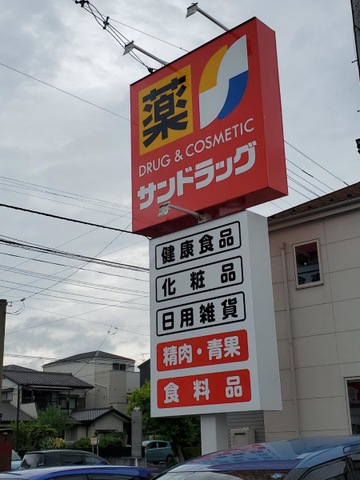 薬
DRUG & COSMETIC
サンドラッグ
健康食品
化粧品
日用雑貨
精肉・青果
食料品